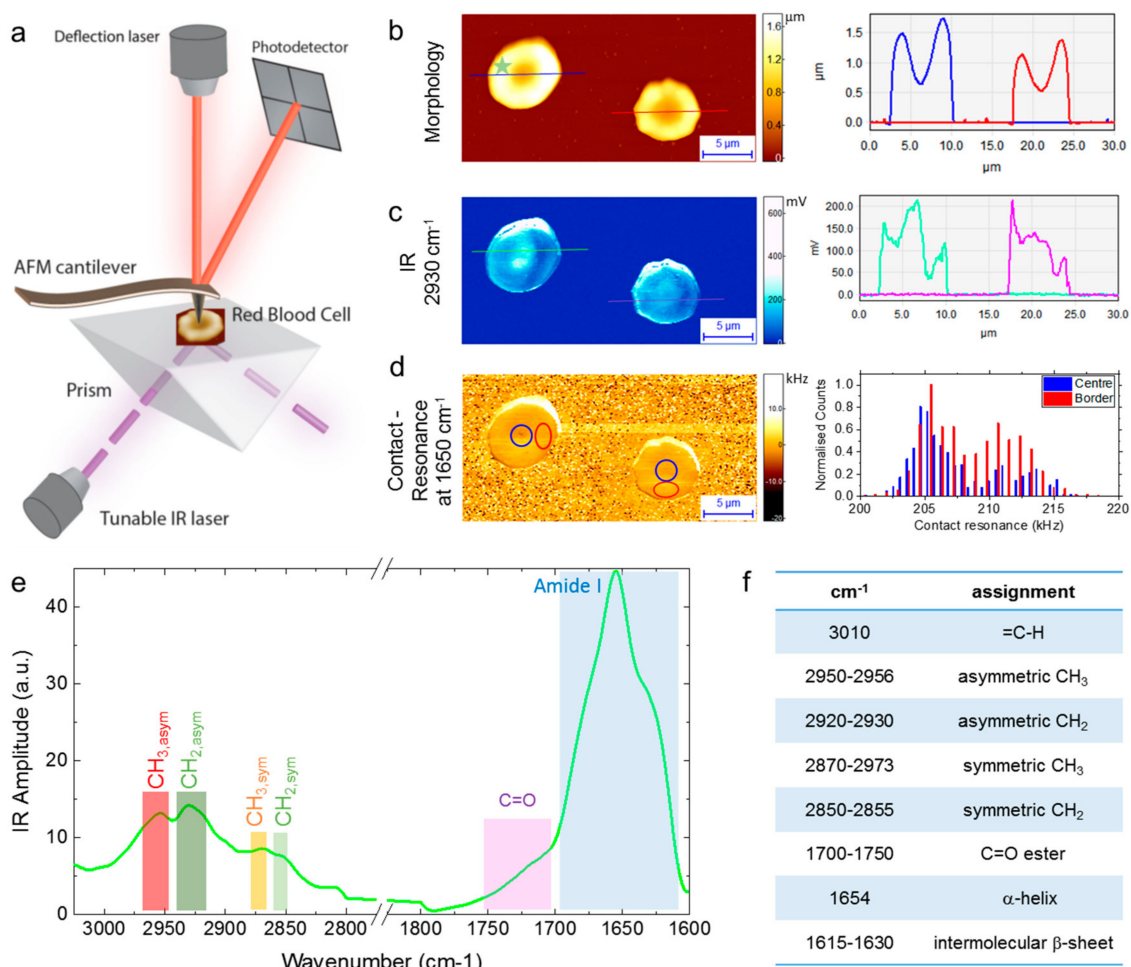 a
Deflection laser
Photodetector
AFM cantilever
Red Blood Cell
Prism
Tunable IR laser
b
Morphology
5 µm
µm
1.6
1.2
0.8
0.4
0
µm
1.5
1.0
0.5
0.0
0.0 5.0 10.0 15.0 20.0 25.0 30.0
µm
c
IR
2930 cm⁻¹
5 µm
mV
600
400
200
0
mV
200.0
150.0
100.0
50.0
0.0
0.0 5.0 10.0 15.0 20.0 25.0 30.0
µm
d
Contact -
Resonance
at 1650 cm⁻¹
5 µm
kHz
10.0
0.0
-10.0
-20.0
Normalised Counts
1.0
0.8
0.6
0.4
0.2
0.0
Centre
Border
200 205 210 215 220
Contact resonance (kHz)
e
IR Amplitude (a.u.)
40
30
20
10
0
CH₃,asym
CH₂,asym
CH₃,sym
CH₂,sym
C=O
Amide I
3000 2950 2900 2850 2800 1800 1750 1700 1650 1600
Wavenumber (cm-1)
f
cm⁻¹ assignment
3010 =C-H
2950-2956 asymmetric CH₃
2920-2930 asymmetric CH₂
2870-2973 symmetric CH₃
2850-2855 symmetric CH₂
1700-1750 C=O ester
1654 α-helix
1615-1630 intermolecular β-sheet